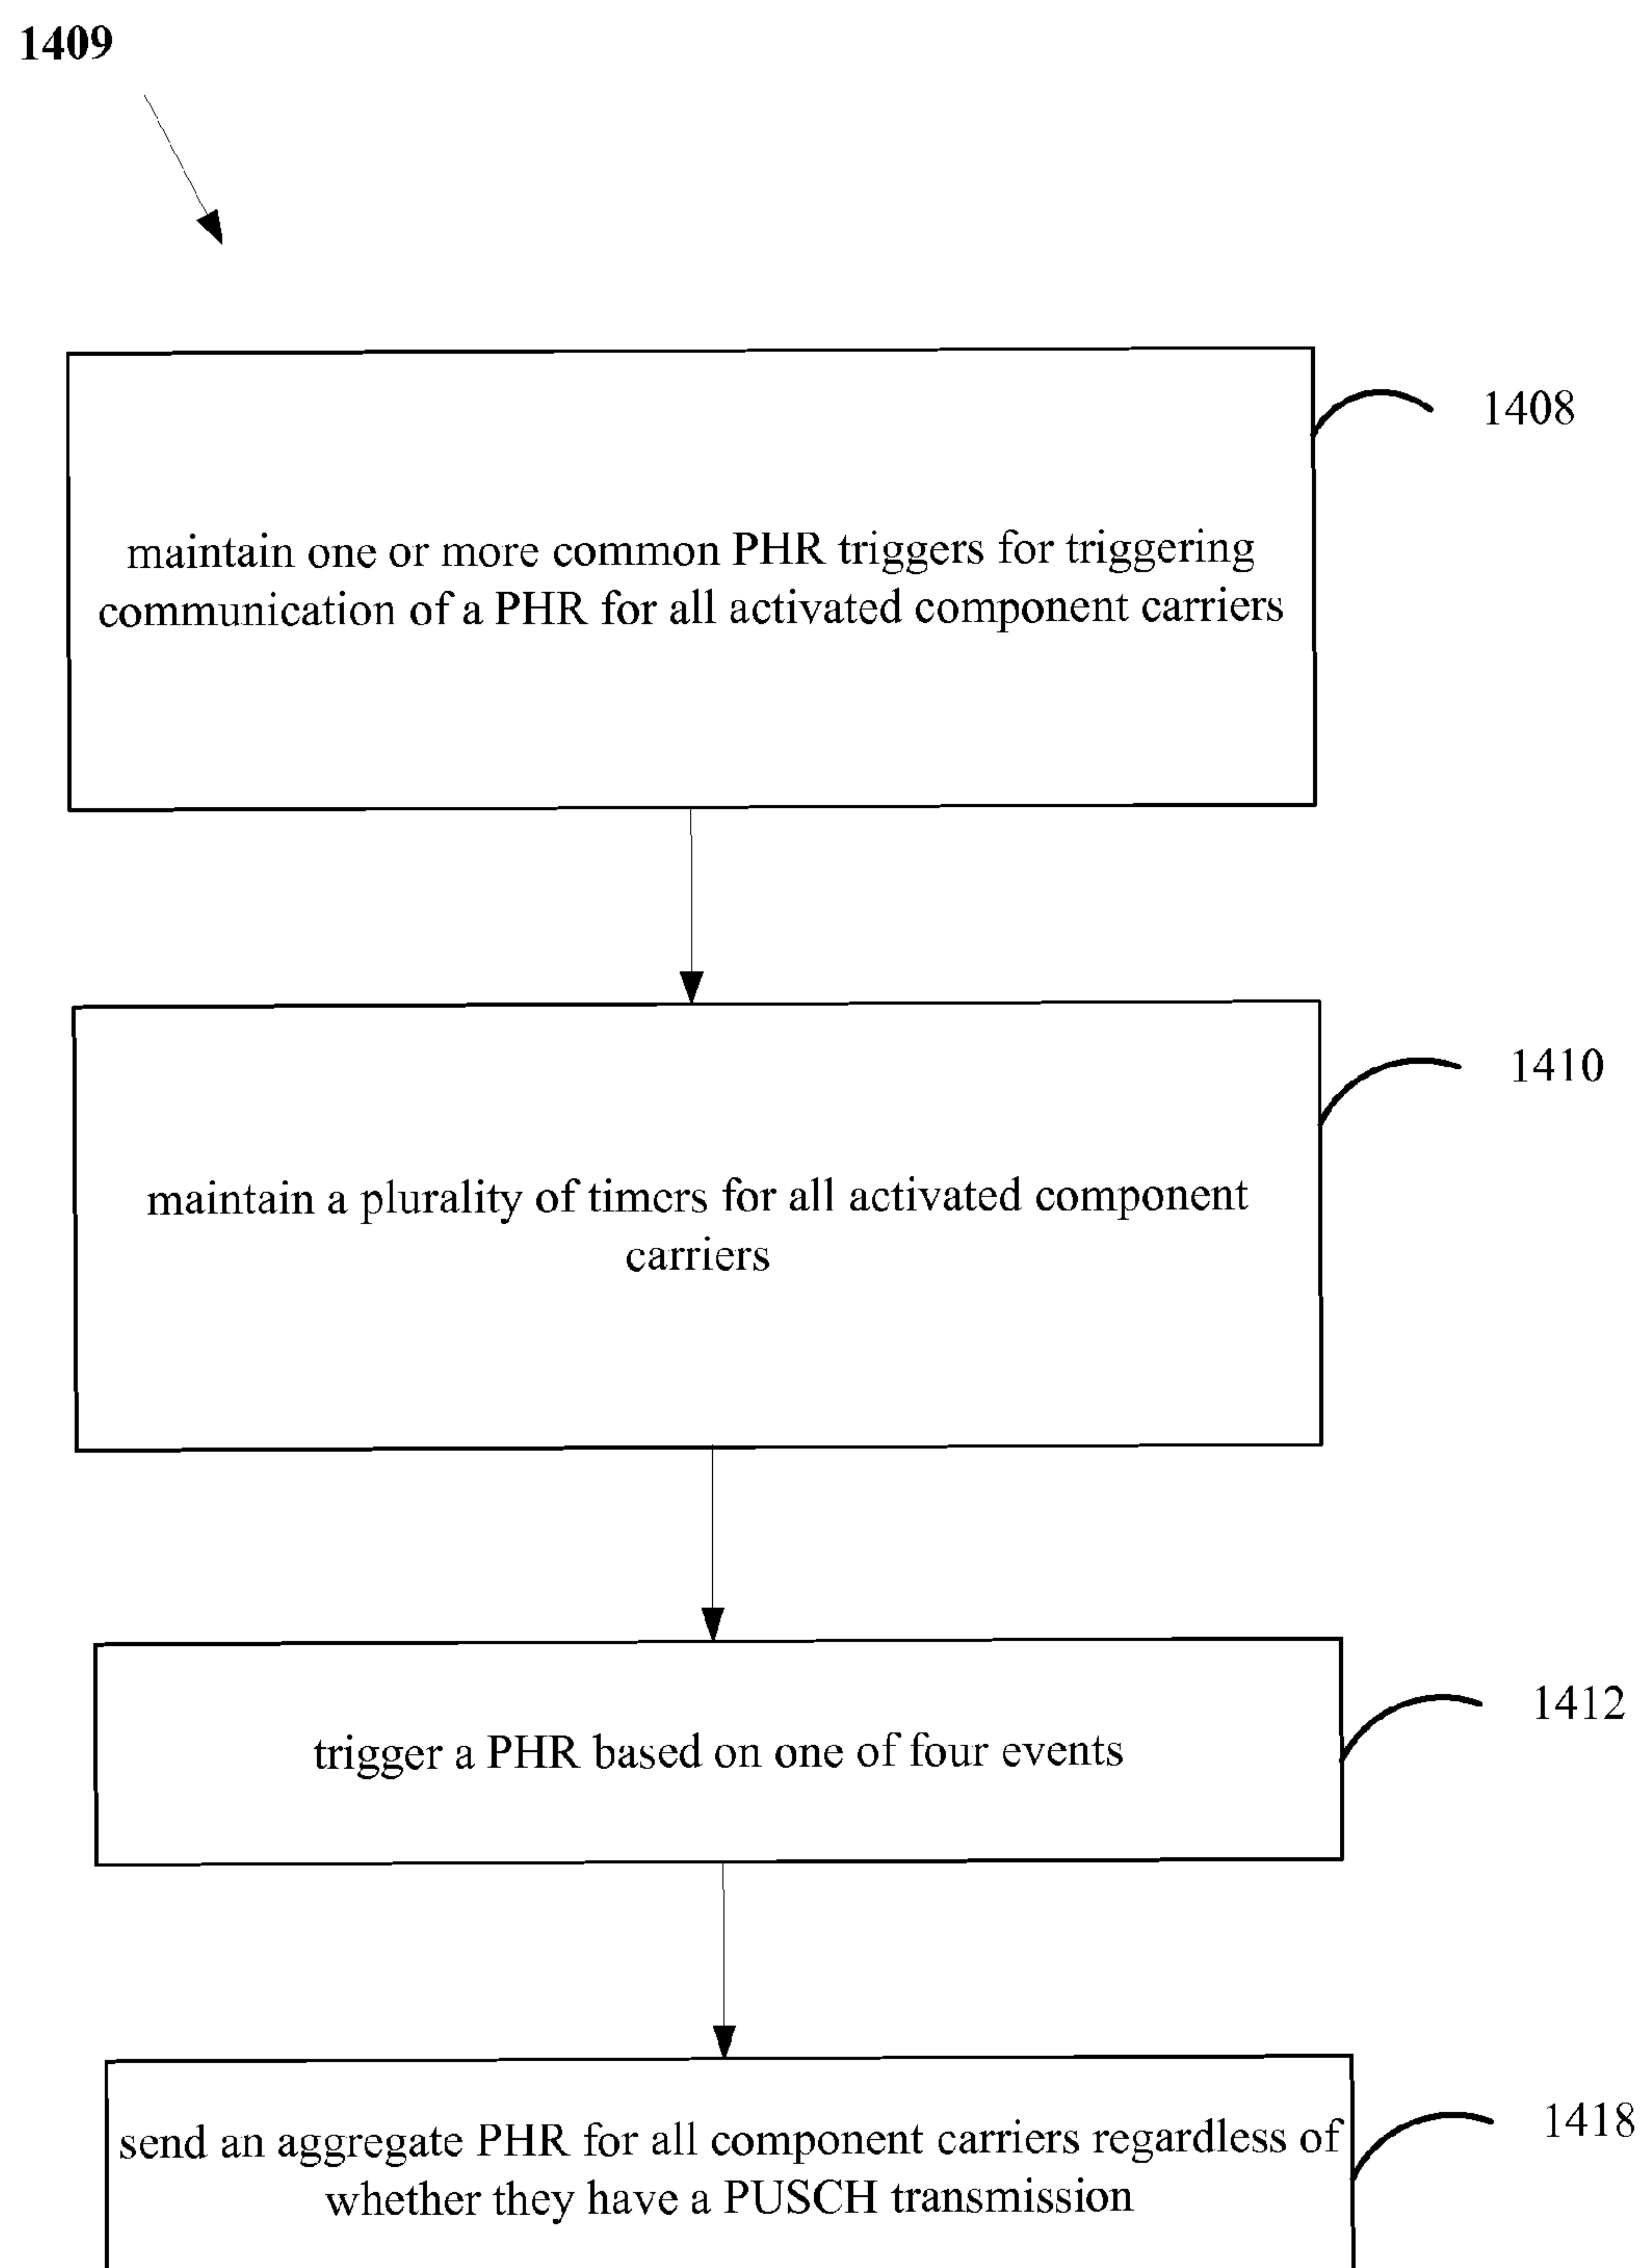 1409
1408
maintain one or more common PHR triggers for triggering
communication of a PHR for all activated component carriers
1410
maintain a plurality of timers for all activated component
carriers
1412
trigger a PHR based on one of four events
1418
send an aggregate PHR for all component carriers regardless of
whether they have a PUSCH transmission